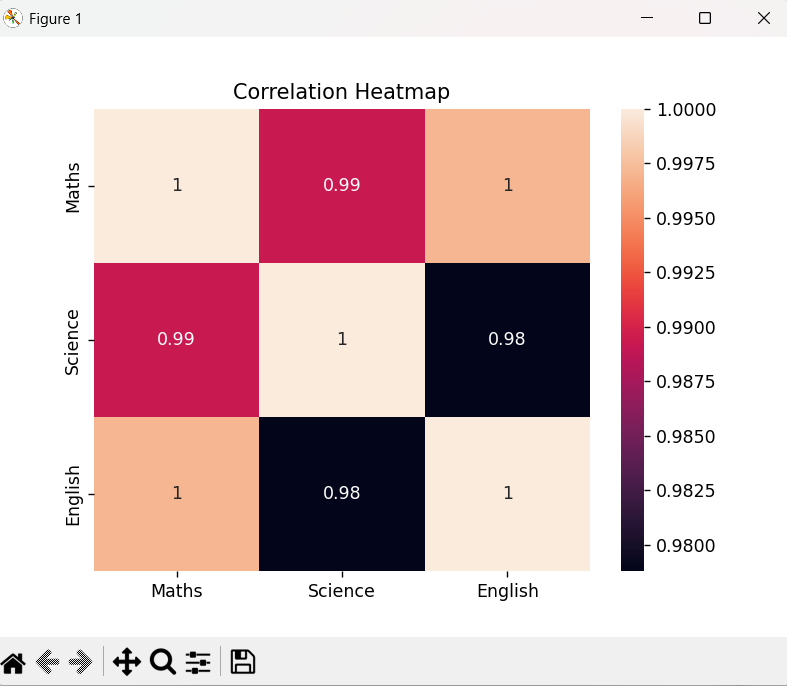 Figure 1
Correlation Heatmap
Maths
Science
English
1
0.99
1
0.99
1
0.98
1
0.98
1
Maths
Science
English
1.0000
0.9975
0.9950
0.9925
0.9900
0.9875
0.9850
0.9825
0.9800